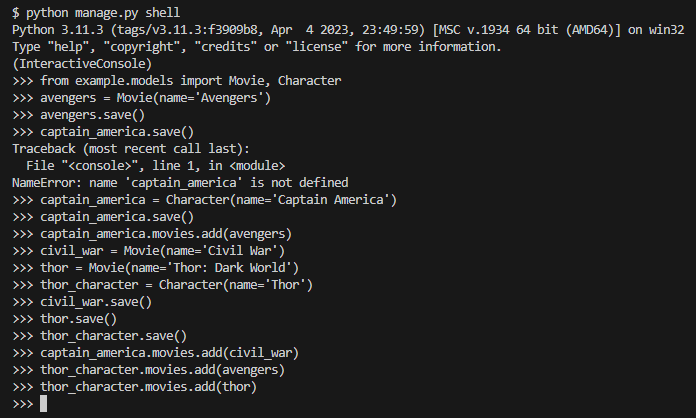 $ python manage.py shell
Python 3.11.3 (tags/v3.11.3:f3909b8, Apr  4 2023, 23:49:59) [MSC v.1934 64 bit (AMD64)] on win32
Type "help", "copyright", "credits" or "license" for more information.
(InteractiveConsole)
>>> from example.models import Movie, Character
>>> avengers = Movie(name='Avengers')
>>> avengers.save()
>>> captain_america.save()
Traceback (most recent call last):
  File "<console>", line 1, in <module>
NameError: name 'captain_america' is not defined
>>> captain_america = Character(name='Captain America')
>>> captain_america.save()
>>> captain_america.movies.add(avengers)
>>> civil_war = Movie(name='Civil War')
>>> thor = Movie(name='Thor: Dark World')
>>> thor_character = Character(name='Thor')
>>> civil_war.save()
>>> thor.save()
>>> thor_character.save()
>>> captain_america.movies.add(civil_war)
>>> thor_character.movies.add(avengers)
>>> thor_character.movies.add(thor)
>>>